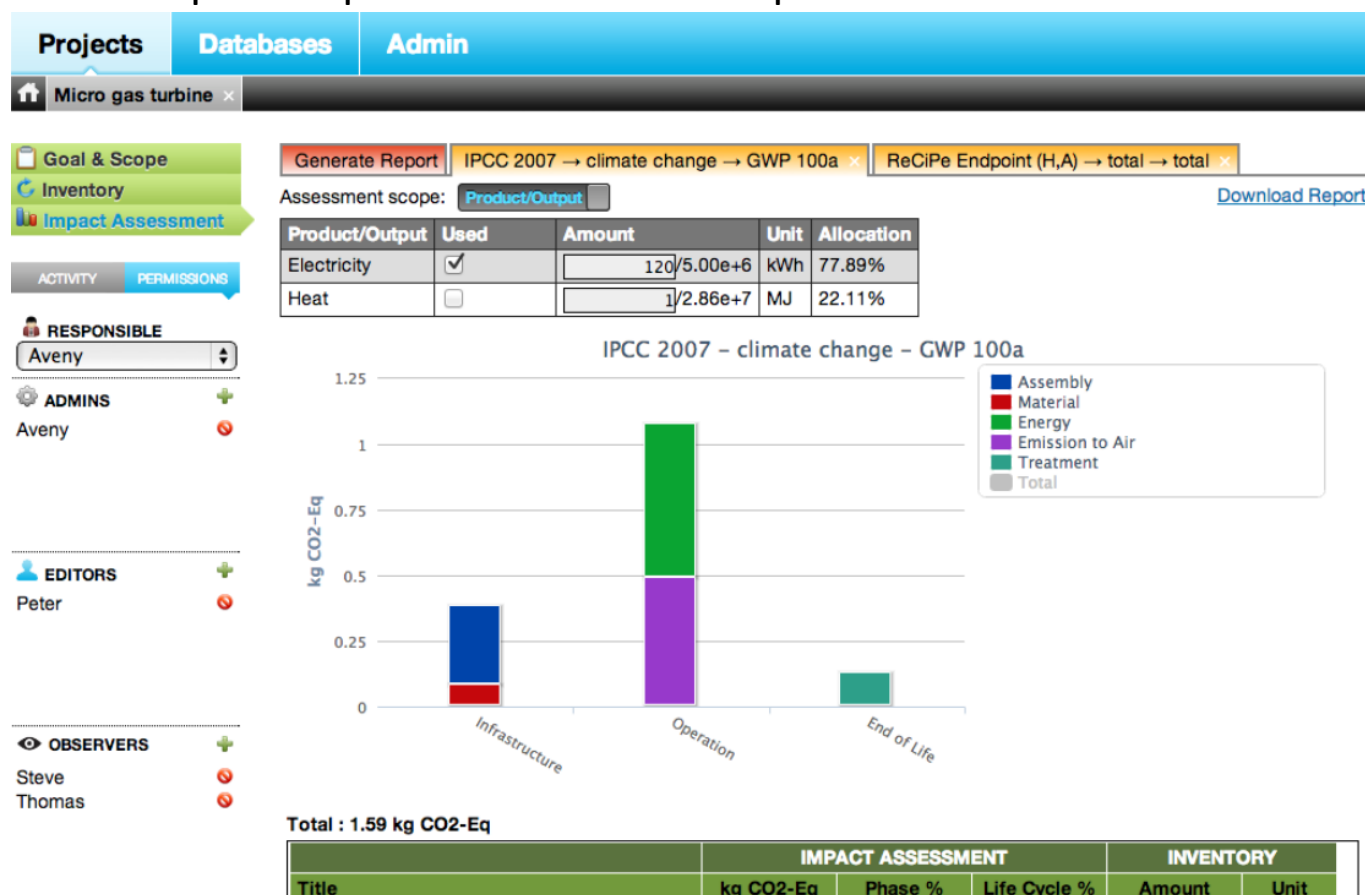 Projects Databases Admin
Micro gas turbine ×
Goal & Scope
Inventory
Impact Assessment
ACTIVITY PERMISSIONS
RESPONSIBLE
Aveny
ADMINS
Aveny
EDITORS
Peter
OBSERVERS
Steve
Thomas
Generate Report IPCC 2007 → climate change → GWP 100a × ReCiPe Endpoint (H,A) → total → total ×
Assessment scope: Product/Output Download Report
Product/Output Used Amount Unit Allocation
Electricity 120/5.00e+6 kWh 77.89%
Heat 1/2.86e+7 MJ 22.11%
IPCC 2007 – climate change – GWP 100a
1.25
1
0.75
0.5
0.25
0
kg CO2-Eq
Infrastructure
Operation
End of Life
Assembly
Material
Energy
Emission to Air
Treatment
Total
Total : 1.59 kg CO2-Eq
IMPACT ASSESSMENT INVENTORY
Title kg CO2-Eq Phase % Life Cycle % Amount Unit